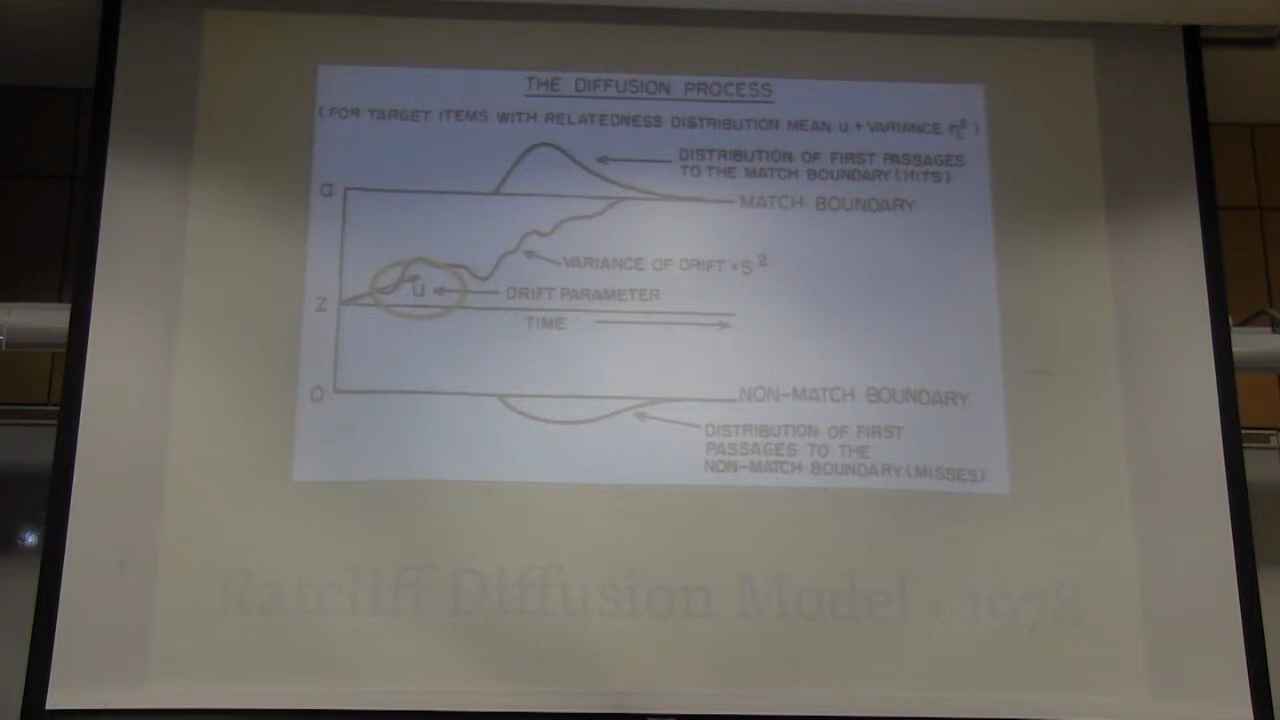 THE DIFFUSION PROCESS
(FOR TARGET ITEMS WITH RELATEDNESS DISTRIBUTION MEAN u + VARIANCE η²)
DISTRIBUTION OF FIRST PASSAGES
TO THE MATCH BOUNDARY (HITS)
a
MATCH BOUNDARY
VARIANCE OF DRIFT = S²
u
DRIFT PARAMETER
Z
TIME
O
NON-MATCH BOUNDARY
DISTRIBUTION OF FIRST
PASSAGES TO THE
NON-MATCH BOUNDARY (MISSES)
Ratcliff Diffusion Model, 1978